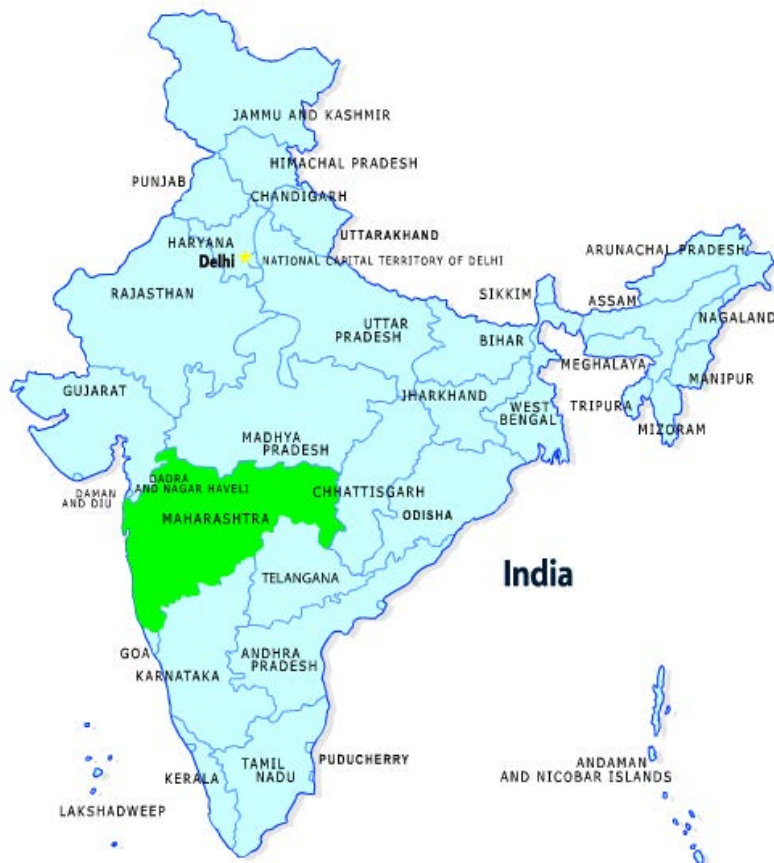 JAMMU AND KASHMIR
HIMACHAL PRADESH
PUNJAB
CHANDIGARH
UTTARAKHAND
HARYANA
Delhi
NATIONAL CAPITAL TERRITORY OF DELHI
ARUNACHAL PRADESH
RAJASTHAN
SIKKIM
ASSAM
NAGALAND
UTTAR
PRADESH
BIHAR
MEGHALAYA
MANIPUR
GUJARAT
JHARKHAND
WEST
BENGAL
TRIPURA
MIZORAM
MADHYA
PRADESH
DADRA
AND NAGAR HAVELI
DAMAN
AND DIU
CHHATTISGARH
MAHARASHTRA
ODISHA
India
TELANGANA
GOA
KARNATAKA
ANDHRA
PRADESH
KERALA
TAMIL
NADU
PUDUCHERRY
ANDAMAN
AND NICOBAR ISLANDS
LAKSHADWEEP